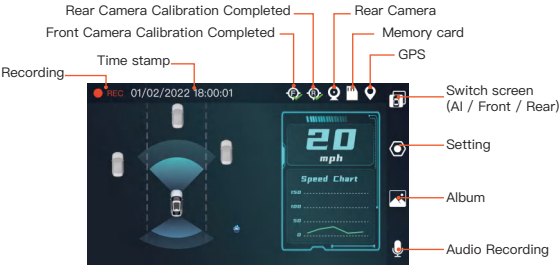 Rear Camera Calibration Completed
Rear Camera
Front Camera Calibration Completed
Memory card
Time stamp
GPS
Recording
REC 01/02/2022 18:00:01
F
R
Switch screen
(AI / Front / Rear)
20
mph
Setting
Speed Chart
150
100
50
0
Album
Audio Recording